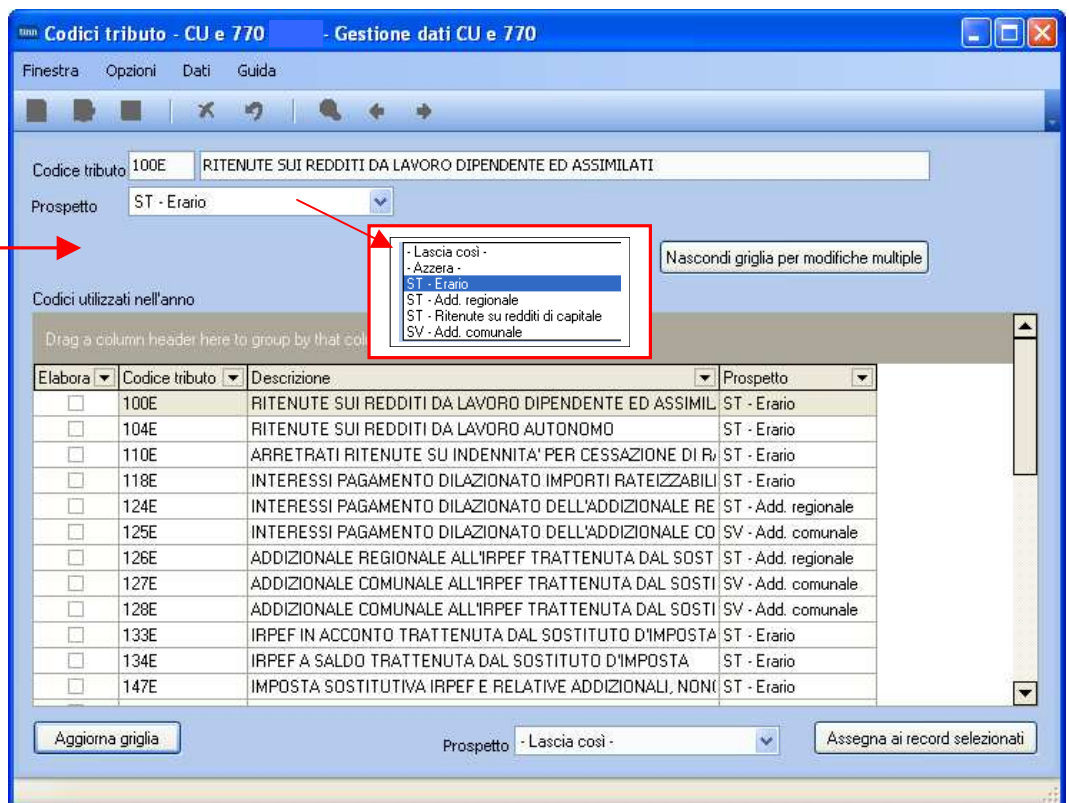 tinn Codici tributo - CU e 770 - Gestione dati CU e 770
Finestra Opzioni Dati Guida
Codice tributo 100E RITENUTE SUI REDDITI DA LAVORO DIPENDENTE ED ASSIMILATI
Prospetto ST - Erario
- Lascia così -
- Azzera -
ST - Erario
ST - Add. regionale
ST - Ritenute su redditi di capitale
SV - Add. comunale
Nascondi griglia per modifiche multiple
Codici utilizzati nell'anno
Drag a column header here to group by that col
Elabora Codice tributo Descrizione Prospetto
100E RITENUTE SUI REDDITI DA LAVORO DIPENDENTE ED ASSIMIL ST - Erario
104E RITENUTE SUI REDDITI DA LAVORO AUTONOMO ST - Erario
110E ARRETRATI RITENUTE SU INDENNITA' PER CESSAZIONE DI RA ST - Erario
118E INTERESSI PAGAMENTO DILAZIONATO IMPORTI RATEIZZABILI ST - Erario
124E INTERESSI PAGAMENTO DILAZIONATO DELL'ADDIZIONALE RE ST - Add. regionale
125E INTERESSI PAGAMENTO DILAZIONATO DELL'ADDIZIONALE CO SV - Add. comunale
126E ADDIZIONALE REGIONALE ALL'IRPEF TRATTENUTA DAL SOST ST - Add. regionale
127E ADDIZIONALE COMUNALE ALL'IRPEF TRATTENUTA DAL SOSTI SV - Add. comunale
128E ADDIZIONALE COMUNALE ALL'IRPEF TRATTENUTA DAL SOSTI SV - Add. comunale
133E IRPEF IN ACCONTO TRATTENUTA DAL SOSTITUTO D'IMPOSTA ST - Erario
134E IRPEF A SALDO TRATTENUTA DAL SOSTITUTO D'IMPOSTA ST - Erario
147E IMPOSTA SOSTITUTIVA IRPEF E RELATIVE ADDIZIONALI, NON( ST - Erario
Aggiorna griglia Prospetto - Lascia così - Assegna ai record selezionati